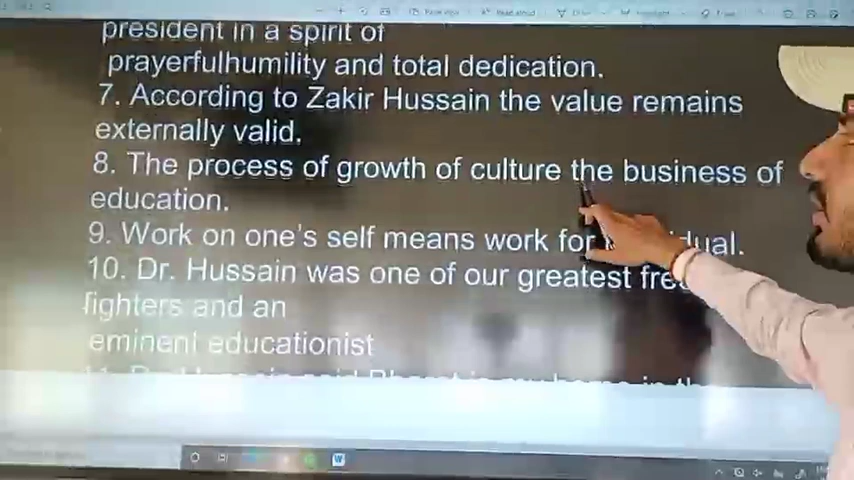 president in a spirit of
prayerfulhumility and total dedication.
7. According to Zakir Hussain the value remains
externally valid.
8. The process of growth of culture the business of
education.
9. Work on one's self means work for
10. Dr. Hussain was one of our greatest
fighters and an
eminent educationist